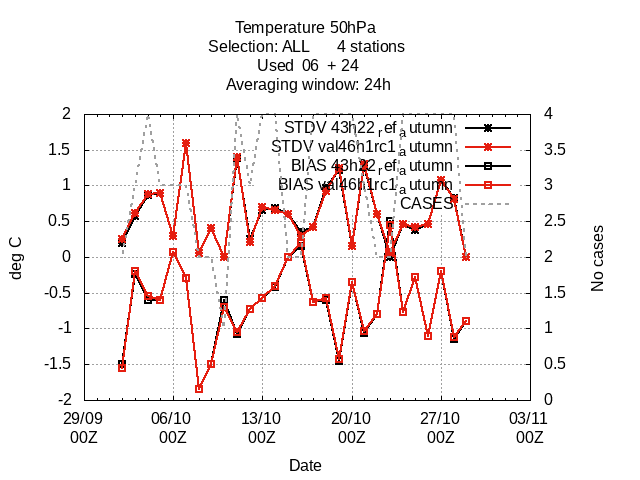 Temperature 50hPa
Selection: ALL 4 stations
Used 06 + 24
Averaging window: 24h
STDV 43h22_ref_autumn
STDV val46h1rc1_autumn
BIAS 43h22_ref_autumn
BIAS val46h1rc1_autumn
CASES
2
1.5
1
0.5
0
-0.5
-1
-1.5
-2
deg C
4
3.5
3
2.5
2
1.5
1
0.5
0
No cases
29/09 06/10 13/10 20/10 27/10 03/11
00Z 00Z 00Z 00Z 00Z 00Z
Date